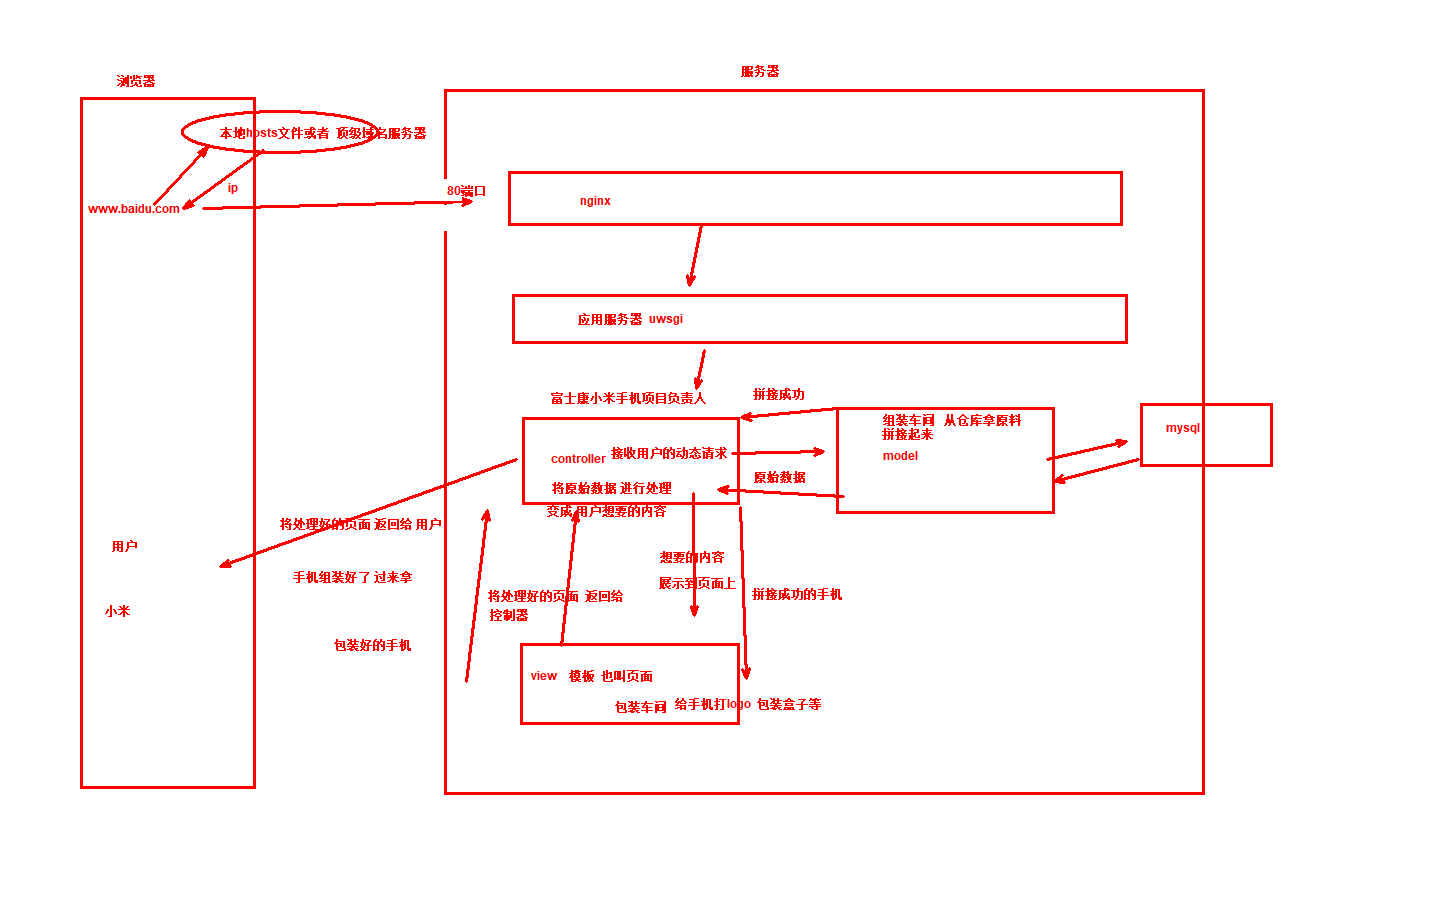 浏览器
服务器
本地hosts文件或者 顶级域名服务器
ip
80端口
www.baidu.com
nginx
应用服务器 uwsgi
富士康小米手机项目负责人
拼接成功
组装车间 从仓库拿原料
拼接起来
model
mysql
controller 接收用户的动态请求
将原始数据 进行处理
原始数据
变成 用户想要的内容
将处理好的页面 返回给 用户
用户
想要的内容
手机组装好了 过来拿
展示到页面上
将处理好的页面 返回给
控制器
拼接成功的手机
小米
包装好的手机
view 模板 也叫页面
包装车间 给手机打logo 包装盒子等